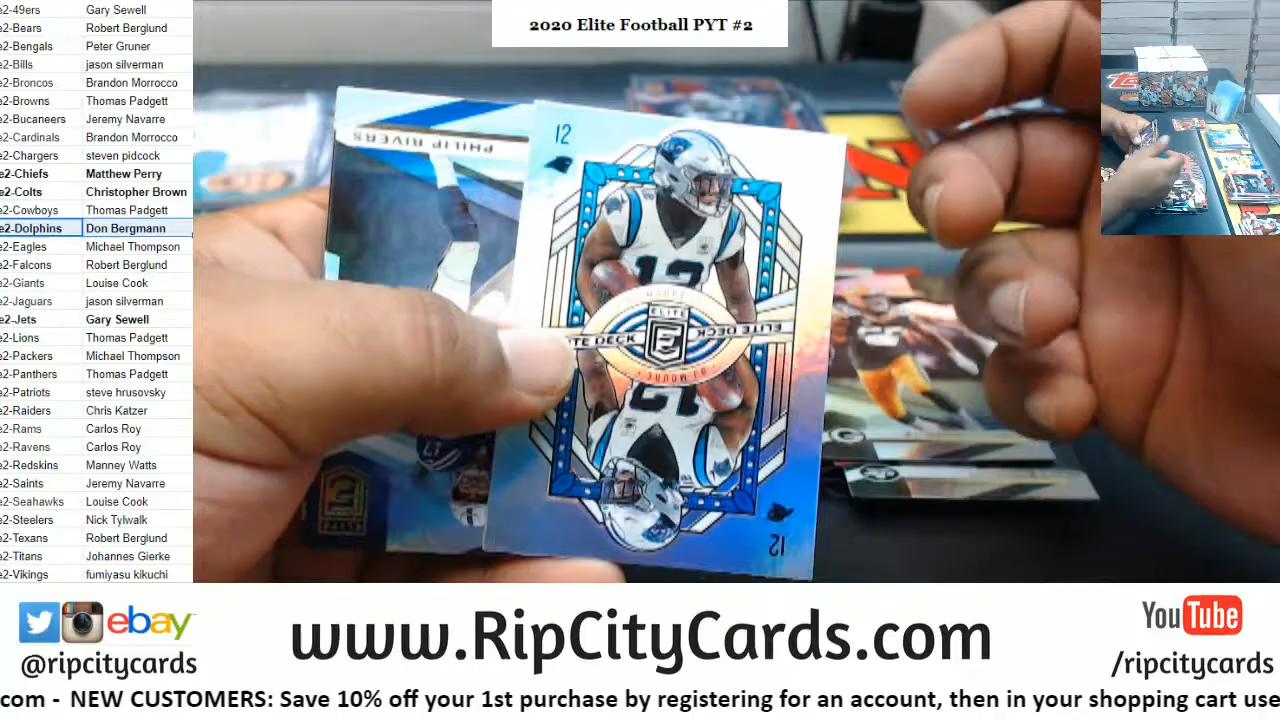 2020 Elite Football PYT #2
e2-49ers Gary Sewell
e2-Bears Robert Berglund
e2-Bengals Peter Gruner
e2-Bills jason silverman
e2-Broncos Brandon Morrocco
e2-Browns Thomas Padgett
e2-Bucaneers Jeremy Navarre
e2-Cardinals Brandon Morrocco
e2-Chargers steven pidcock
e2-Chiefs Matthew Perry
e2-Colts Christopher Brown
e2-Cowboys Thomas Padgett
e2-Dolphins Don Bergmann
e2-Eagles Michael Thompson
e2-Falcons Robert Berglund
e2-Giants Louise Cook
e2-Jaguars jason silverman
e2-Jets Gary Sewell
e2-Lions Thomas Padgett
e2-Packers Michael Thompson
e2-Panthers Thomas Padgett
e2-Patriots steve hrusovsky
e2-Raiders Chris Katzer
e2-Rams Carlos Roy
e2-Ravens Carlos Roy
e2-Redskins Manney Watts
e2-Saints Jeremy Navarre
e2-Seahawks Louise Cook
e2-Steelers Nick Tylwalk
e2-Texans Robert Berglund
e2-Titans Johannes Gierke
e2-Vikings fumiyasu kikuchi
PHILIP RIVERS
12
12
TE DECK
ELITE DECK
E
DJ MOORE
12
12
ebay
@ripcitycards
www.RipCityCards.com
YouTube
/ripcitycards
.com - NEW CUSTOMERS: Save 10% off your 1st purchase by registering for an account, then in your shopping cart use